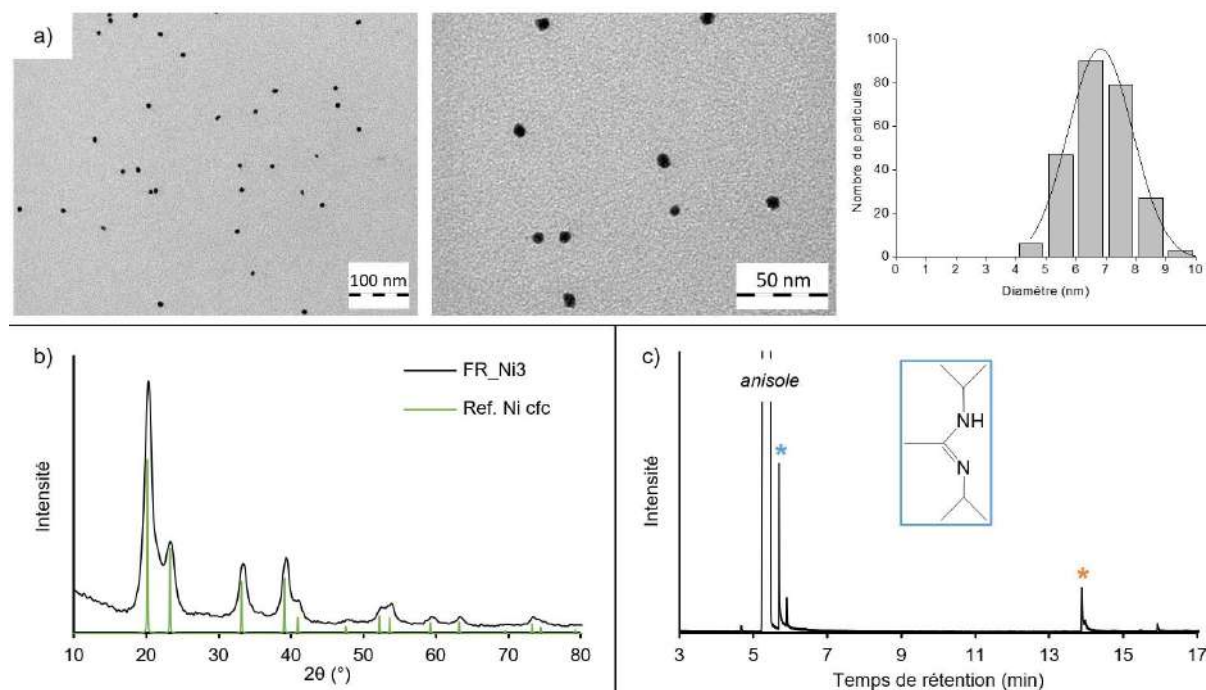 a)
100 nm
50 nm
Nombre de particules
100
80
60
40
20
0
0 1 2 3 4 5 6 7 8 9 10
Diamètre (nm)
b)
FR_Ni3
Ref. Ni cfc
Intensité
10 20 30 40 50 60 70 80
2θ (°)
c)
anisole
*
NH
N
*
Intensité
3 5 7 9 11 13 15 17
Temps de rétention (min)